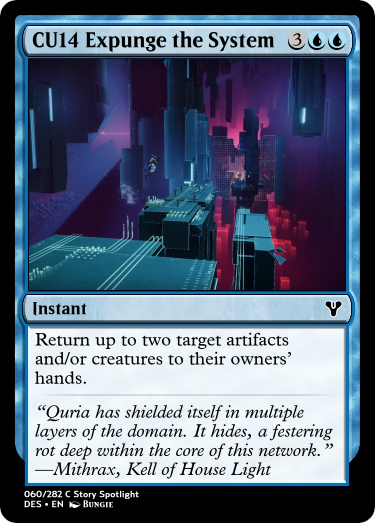 CU14 Expunge the System 3
Instant
Return up to two target artifacts
and/or creatures to their owners’
hands.
“Quria has shielded itself in multiple
layers of the domain. It hides, a festering
rot deep within the core of this network.”
—Mithrax, Kell of House Light
060/282 C Story Spotlight
DES • EN Bungie